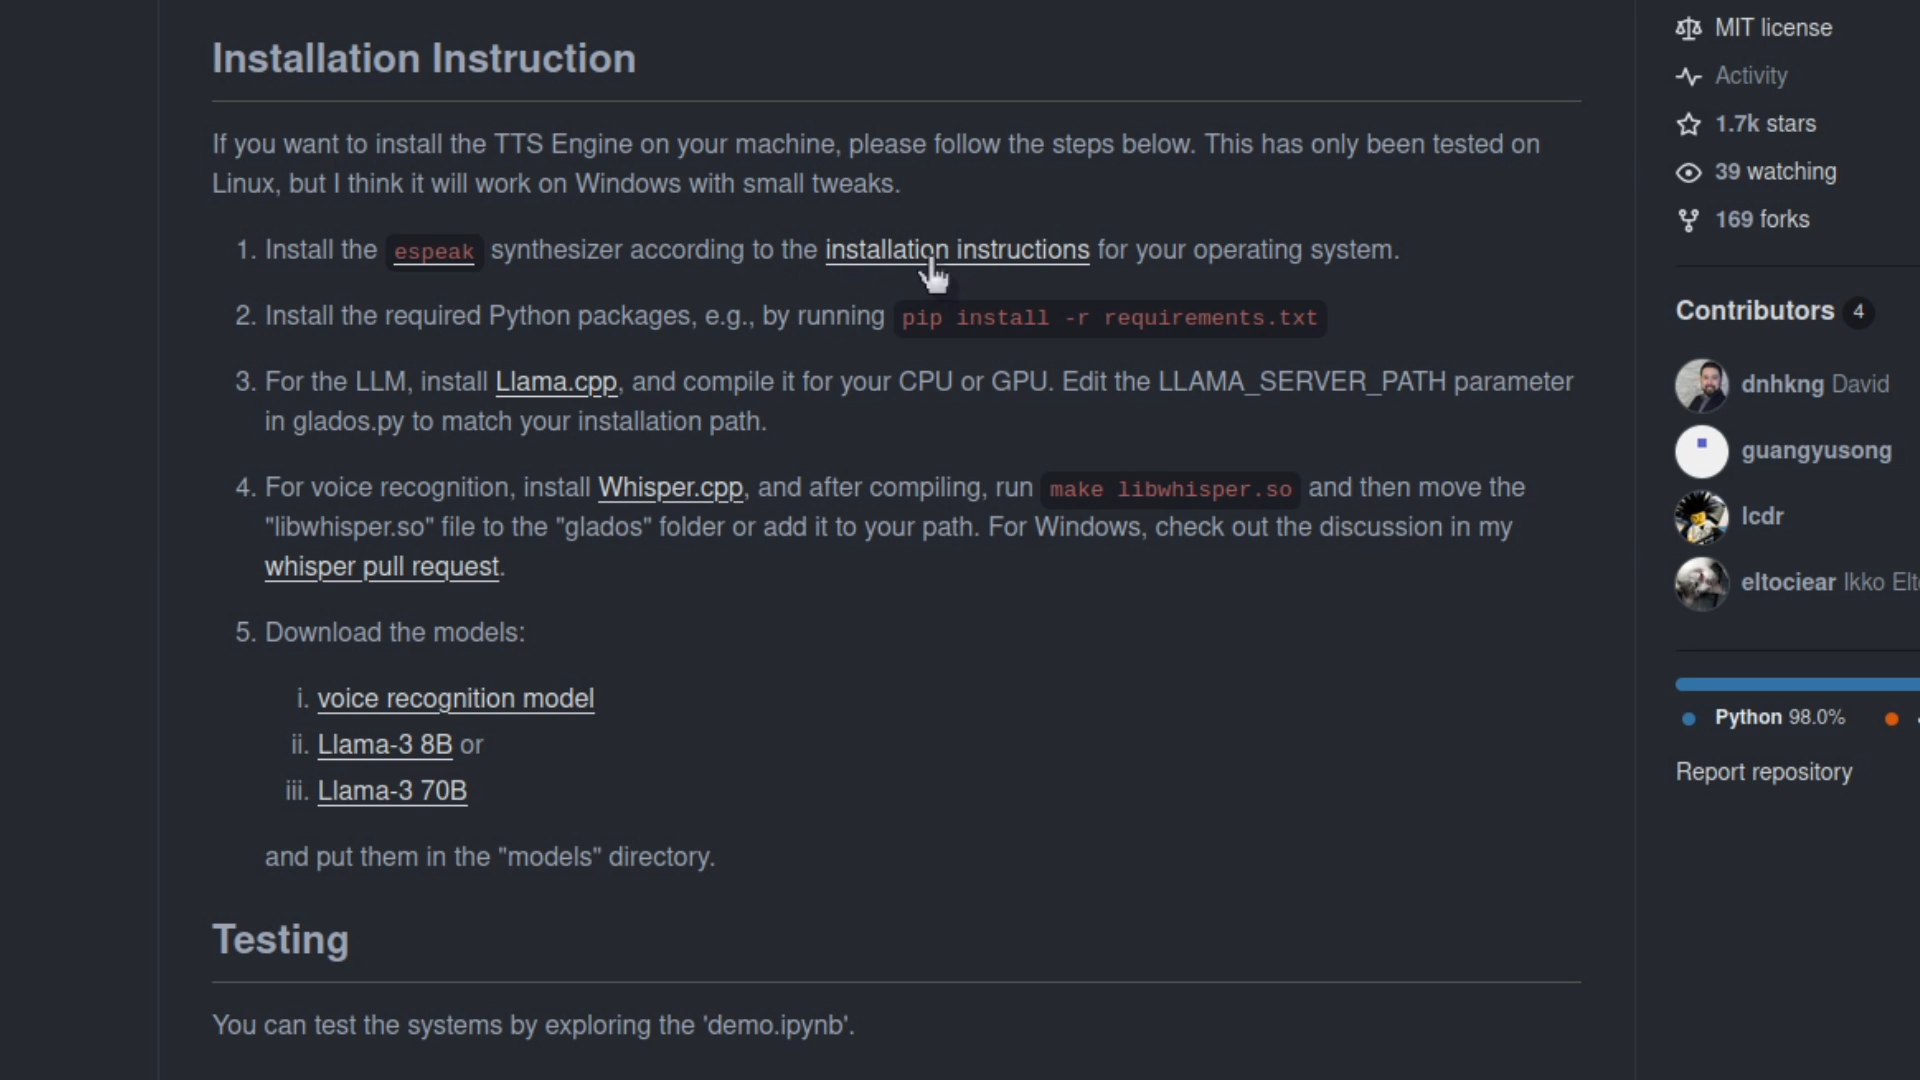 Installation Instruction
If you want to install the TTS Engine on your machine, please follow the steps below. This has only been tested on
Linux, but I think it will work on Windows with small tweaks.
1. Install the espeak synthesizer according to the installation instructions for your operating system.
2. Install the required Python packages, e.g., by running pip install -r requirements.txt
3. For the LLM, install Llama.cpp, and compile it for your CPU or GPU. Edit the LLAMA_SERVER_PATH parameter
in glados.py to match your installation path.
4. For voice recognition, install Whisper.cpp, and after compiling, run make libwhisper.so and then move the
"libwhisper.so" file to the "glados" folder or add it to your path. For Windows, check out the discussion in my
whisper pull request.
5. Download the models:
i. voice recognition model
ii. Llama-3 8B or
iii. Llama-3 70B
and put them in the "models" directory.
Testing
You can test the systems by exploring the 'demo.ipynb'.
MIT license
Activity
1.7k stars
39 watching
169 forks
Contributors 4
dnhkng David
guangyusong
lcdr
eltociear Ikko
Python 98.0%
Report repository